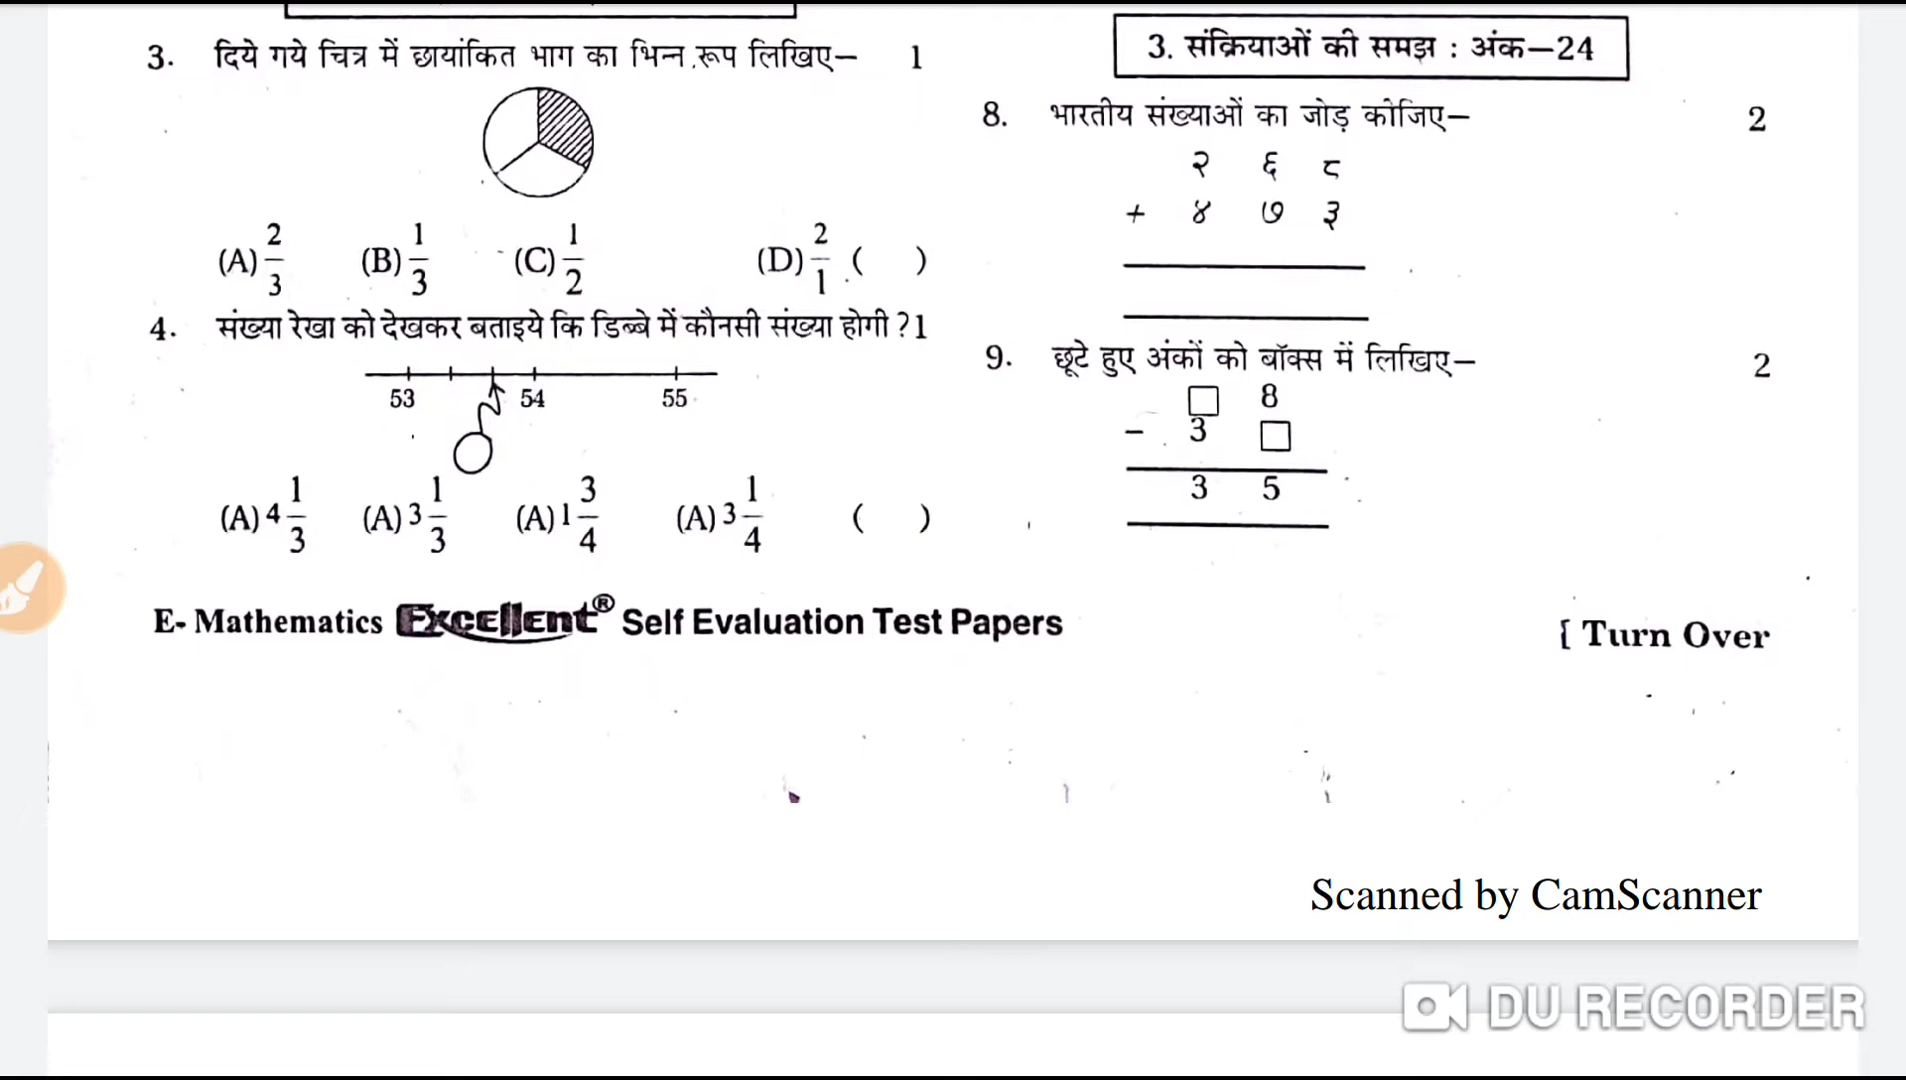 3. दिये गये चित्र में छायांकित भाग का भिन्न रूप लिखिए— 1
(A) 2/3 (B) 1/3 (C) 1/2 (D) 2/1 ( )
4. संख्या रेखा को देखकर बताइये कि डिब्बे में कौनसी संख्या होगी ? 1
53 54 55
(A) 4 1/3 (A) 3 1/3 (A) 1 3/4 (A) 3 1/4 ( )
3. संक्रियाओं की समझ : अंक—24
8. भारतीय संख्याओं का जोड़ कीजिए— 2
२ ६ ८
+ ४ ७ ३
9. छूटे हुए अंकों को बॉक्स में लिखिए— 2
□ 8
− 3 □
3 5
E- Mathematics Excellent® Self Evaluation Test Papers
[ Turn Over
Scanned by CamScanner
DU RECORDER